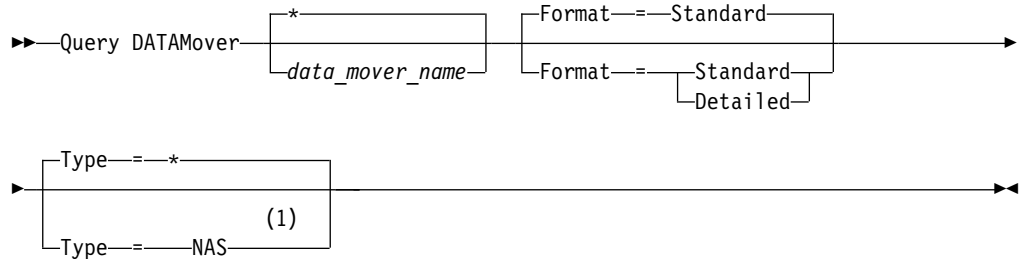 * Format = Standard
Query DATAMover
data_mover_name Format = Standard
Detailed
Type = *
(1)
Type = NAS